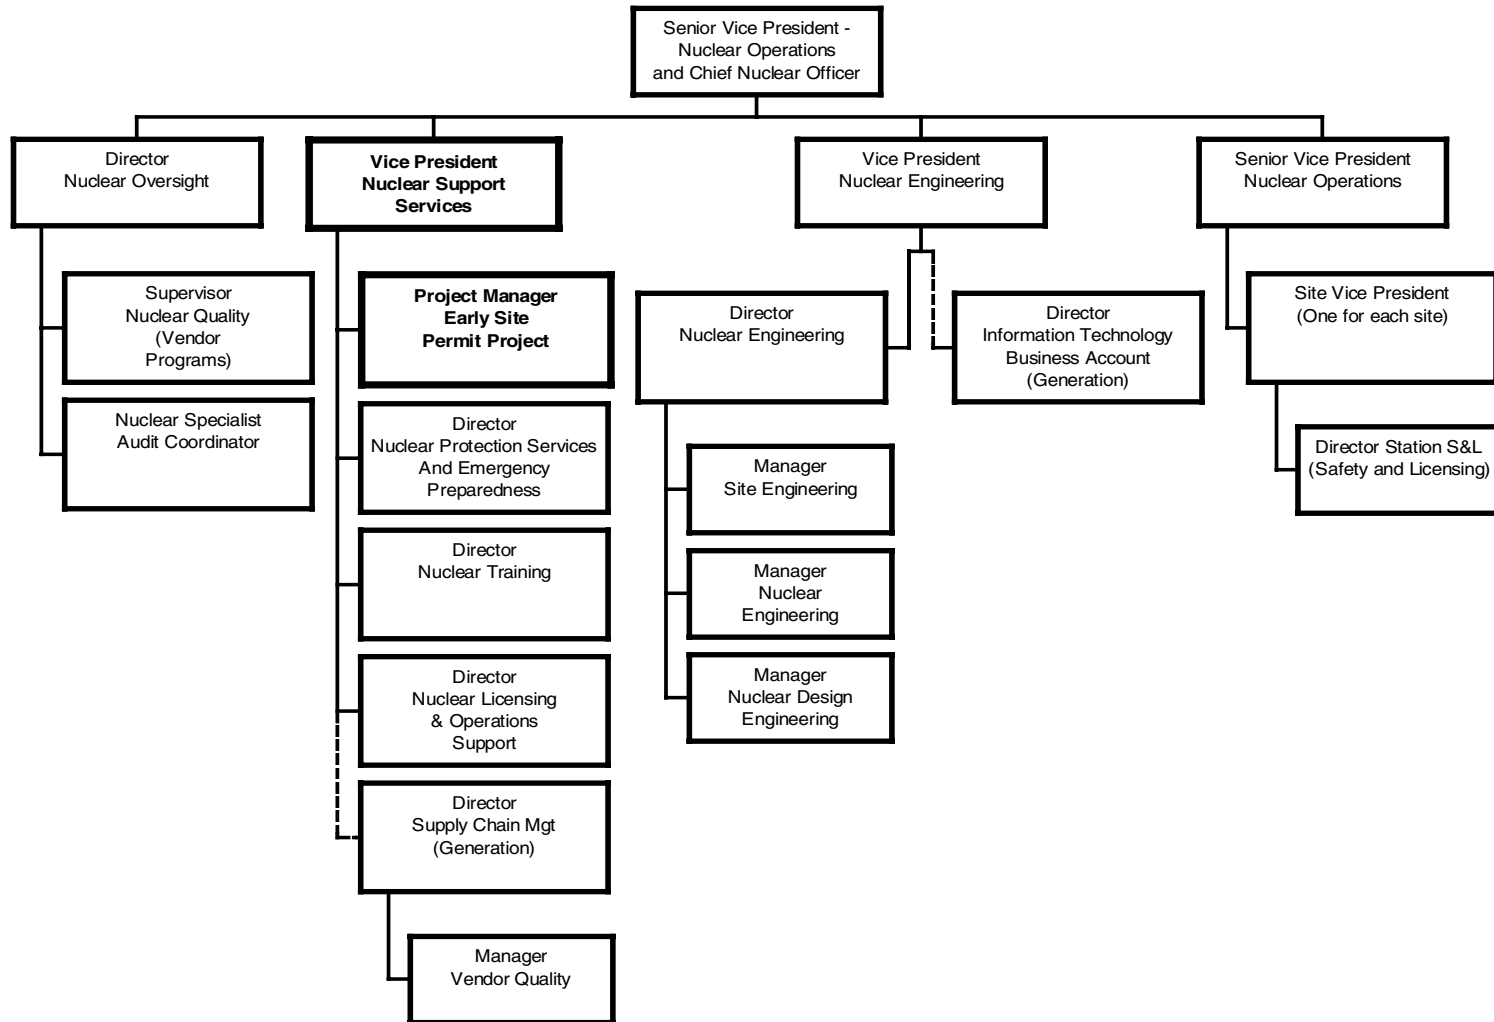 Senior Vice President -
Nuclear Operations
and Chief Nuclear Officer
Director
Nuclear Oversight
Vice President
Nuclear Support
Services
Vice President
Nuclear Engineering
Senior Vice President
Nuclear Operations
Supervisor
Nuclear Quality
(Vendor
Programs)
Nuclear Specialist
Audit Coordinator
Project Manager
Early Site
Permit Project
Director
Nuclear Protection Services
And Emergency
Preparedness
Director
Nuclear Training
Director
Nuclear Licensing
& Operations
Support
Director
Supply Chain Mgt
(Generation)
Manager
Vendor Quality
Director
Nuclear Engineering
Manager
Site Engineering
Manager
Nuclear
Engineering
Manager
Nuclear Design
Engineering
Director
Information Technology
Business Account
(Generation)
Site Vice President
(One for each site)
Director Station S&L
(Safety and Licensing)